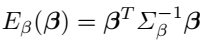 E_β(β) = β^T Σ_β^{-1} β